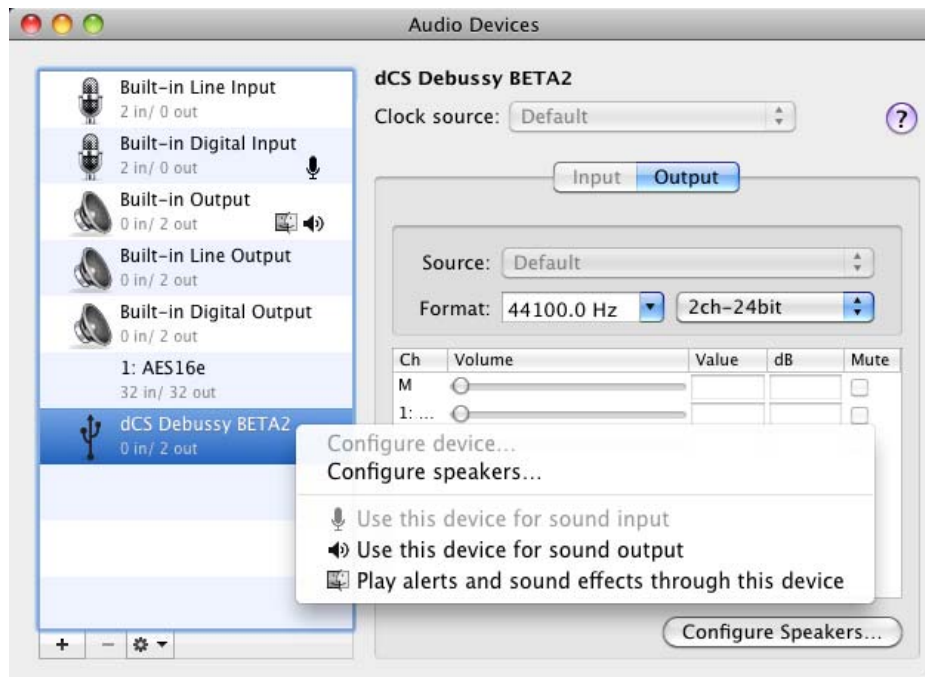 Audio Devices
Built-in Line Input
2 in/ 0 out
Built-in Digital Input
2 in/ 0 out
Built-in Output
0 in/ 2 out
Built-in Line Output
0 in/ 2 out
Built-in Digital Output
0 in/ 2 out
1: AES16e
32 in/ 32 out
dCS Debussy BETA2
0 in/ 2 out
+ −
dCS Debussy BETA2
Clock source: Default ?
Input Output
Source: Default
Format: 44100.0 Hz 2ch-24bit
Ch Volume Value dB Mute
M
1: ...
Configure device...
Configure speakers...
Use this device for sound input
Use this device for sound output
Play alerts and sound effects through this device
Configure Speakers...